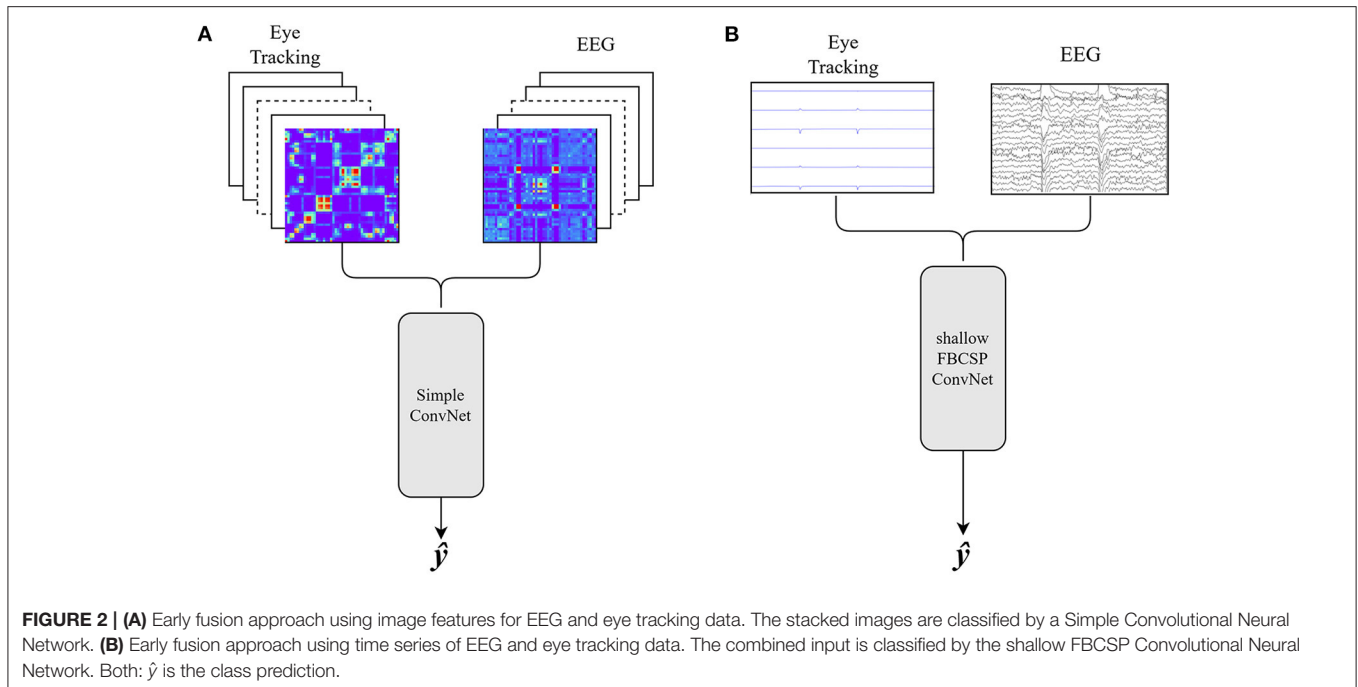 A
Eye
Tracking
EEG
Simple
ConvNet
ŷ
B
Eye
Tracking
EEG
shallow
FBCSP
ConvNet
ŷ
FIGURE 2 | (A) Early fusion approach using image features for EEG and eye tracking data. The stacked images are classified by a Simple Convolutional Neural
Network. (B) Early fusion approach using time series of EEG and eye tracking data. The combined input is classified by the shallow FBCSP Convolutional Neural
Network. Both: ŷ is the class prediction.